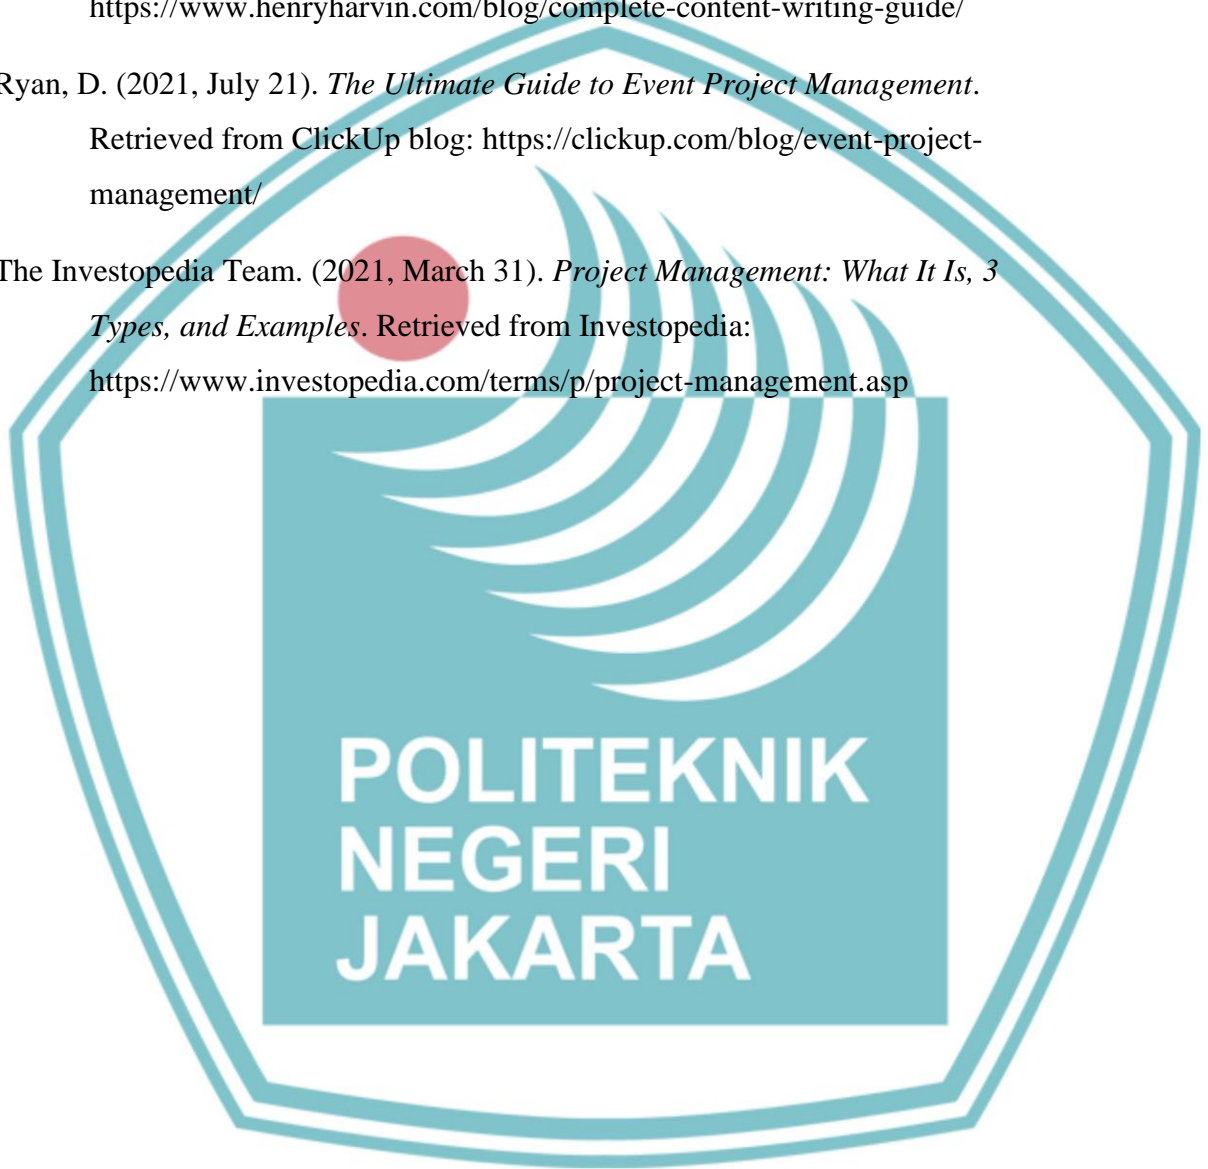 https://www.henryharvin.com/blog/complete-content-writing-guide/
Ryan, D. (2021, July 21). The Ultimate Guide to Event Project Management.
Retrieved from ClickUp blog: https://clickup.com/blog/event-project-
management/
The Investopedia Team. (2021, March 31). Project Management: What It Is, 3
Types, and Examples. Retrieved from Investopedia:
https://www.investopedia.com/terms/p/project-management.asp
POLITEKNIK
NEGERI
JAKARTA